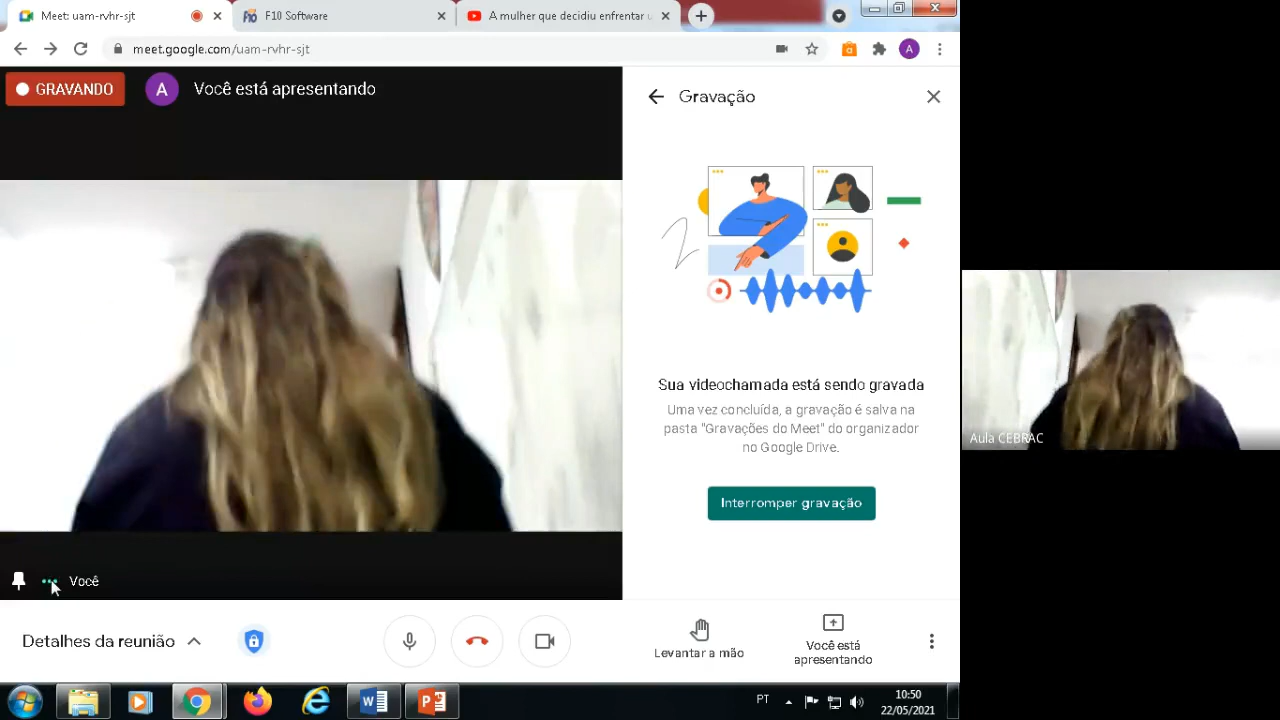 Meet: uam-rvhr-sjt
F10 Software
A mulher que decidiu enfrentar u
meet.google.com/uam-rvhr-sjt
A
GRAVANDO
A
Você está apresentando
Gravação
Sua videochamada está sendo gravada
Uma vez concluída, a gravação é salva na
pasta "Gravações do Meet" do organizador
no Google Drive.
Interromper gravação
Aula CEBRAC
Você
Detalhes da reunião
Levantar a mão
Você está
apresentando
PT
10:50
22/05/2021